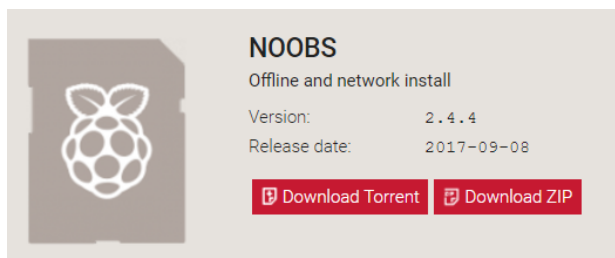 NOOBS
Offline and network install
Version: 2.4.4
Release date: 2017-09-08
Download Torrent Download ZIP